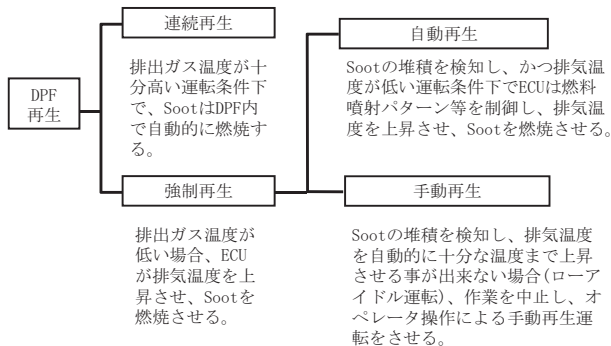 DPF
再生
連続再生
排出ガス温度が十
分高い運転条件下
で、SootはDPF内
で自動的に燃焼す
る。
強制再生
排出ガス温度が
低い場合、ECU
が排気温度を上
昇させ、Sootを
燃焼させる。
自動再生
Sootの堆積を検知し、かつ排気温
度が低い運転条件下でECUは燃料
噴射パターン等を制御し、排気温
度を上昇させ、Sootを燃焼させる。
手動再生
Sootの堆積を検知し、排気温度
を自動的に十分な温度まで上昇
させる事が出来ない場合(ローア
イドル運転)、作業を中止し、オ
ペレータ操作による手動再生運
転をさせる。